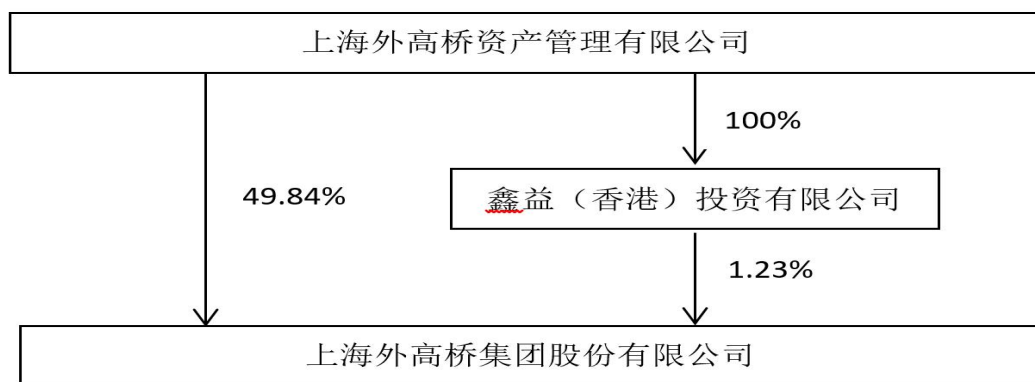 上海外高桥资产管理有限公司
100%
49.84%
鑫益（香港）投资有限公司
1.23%
上海外高桥集团股份有限公司